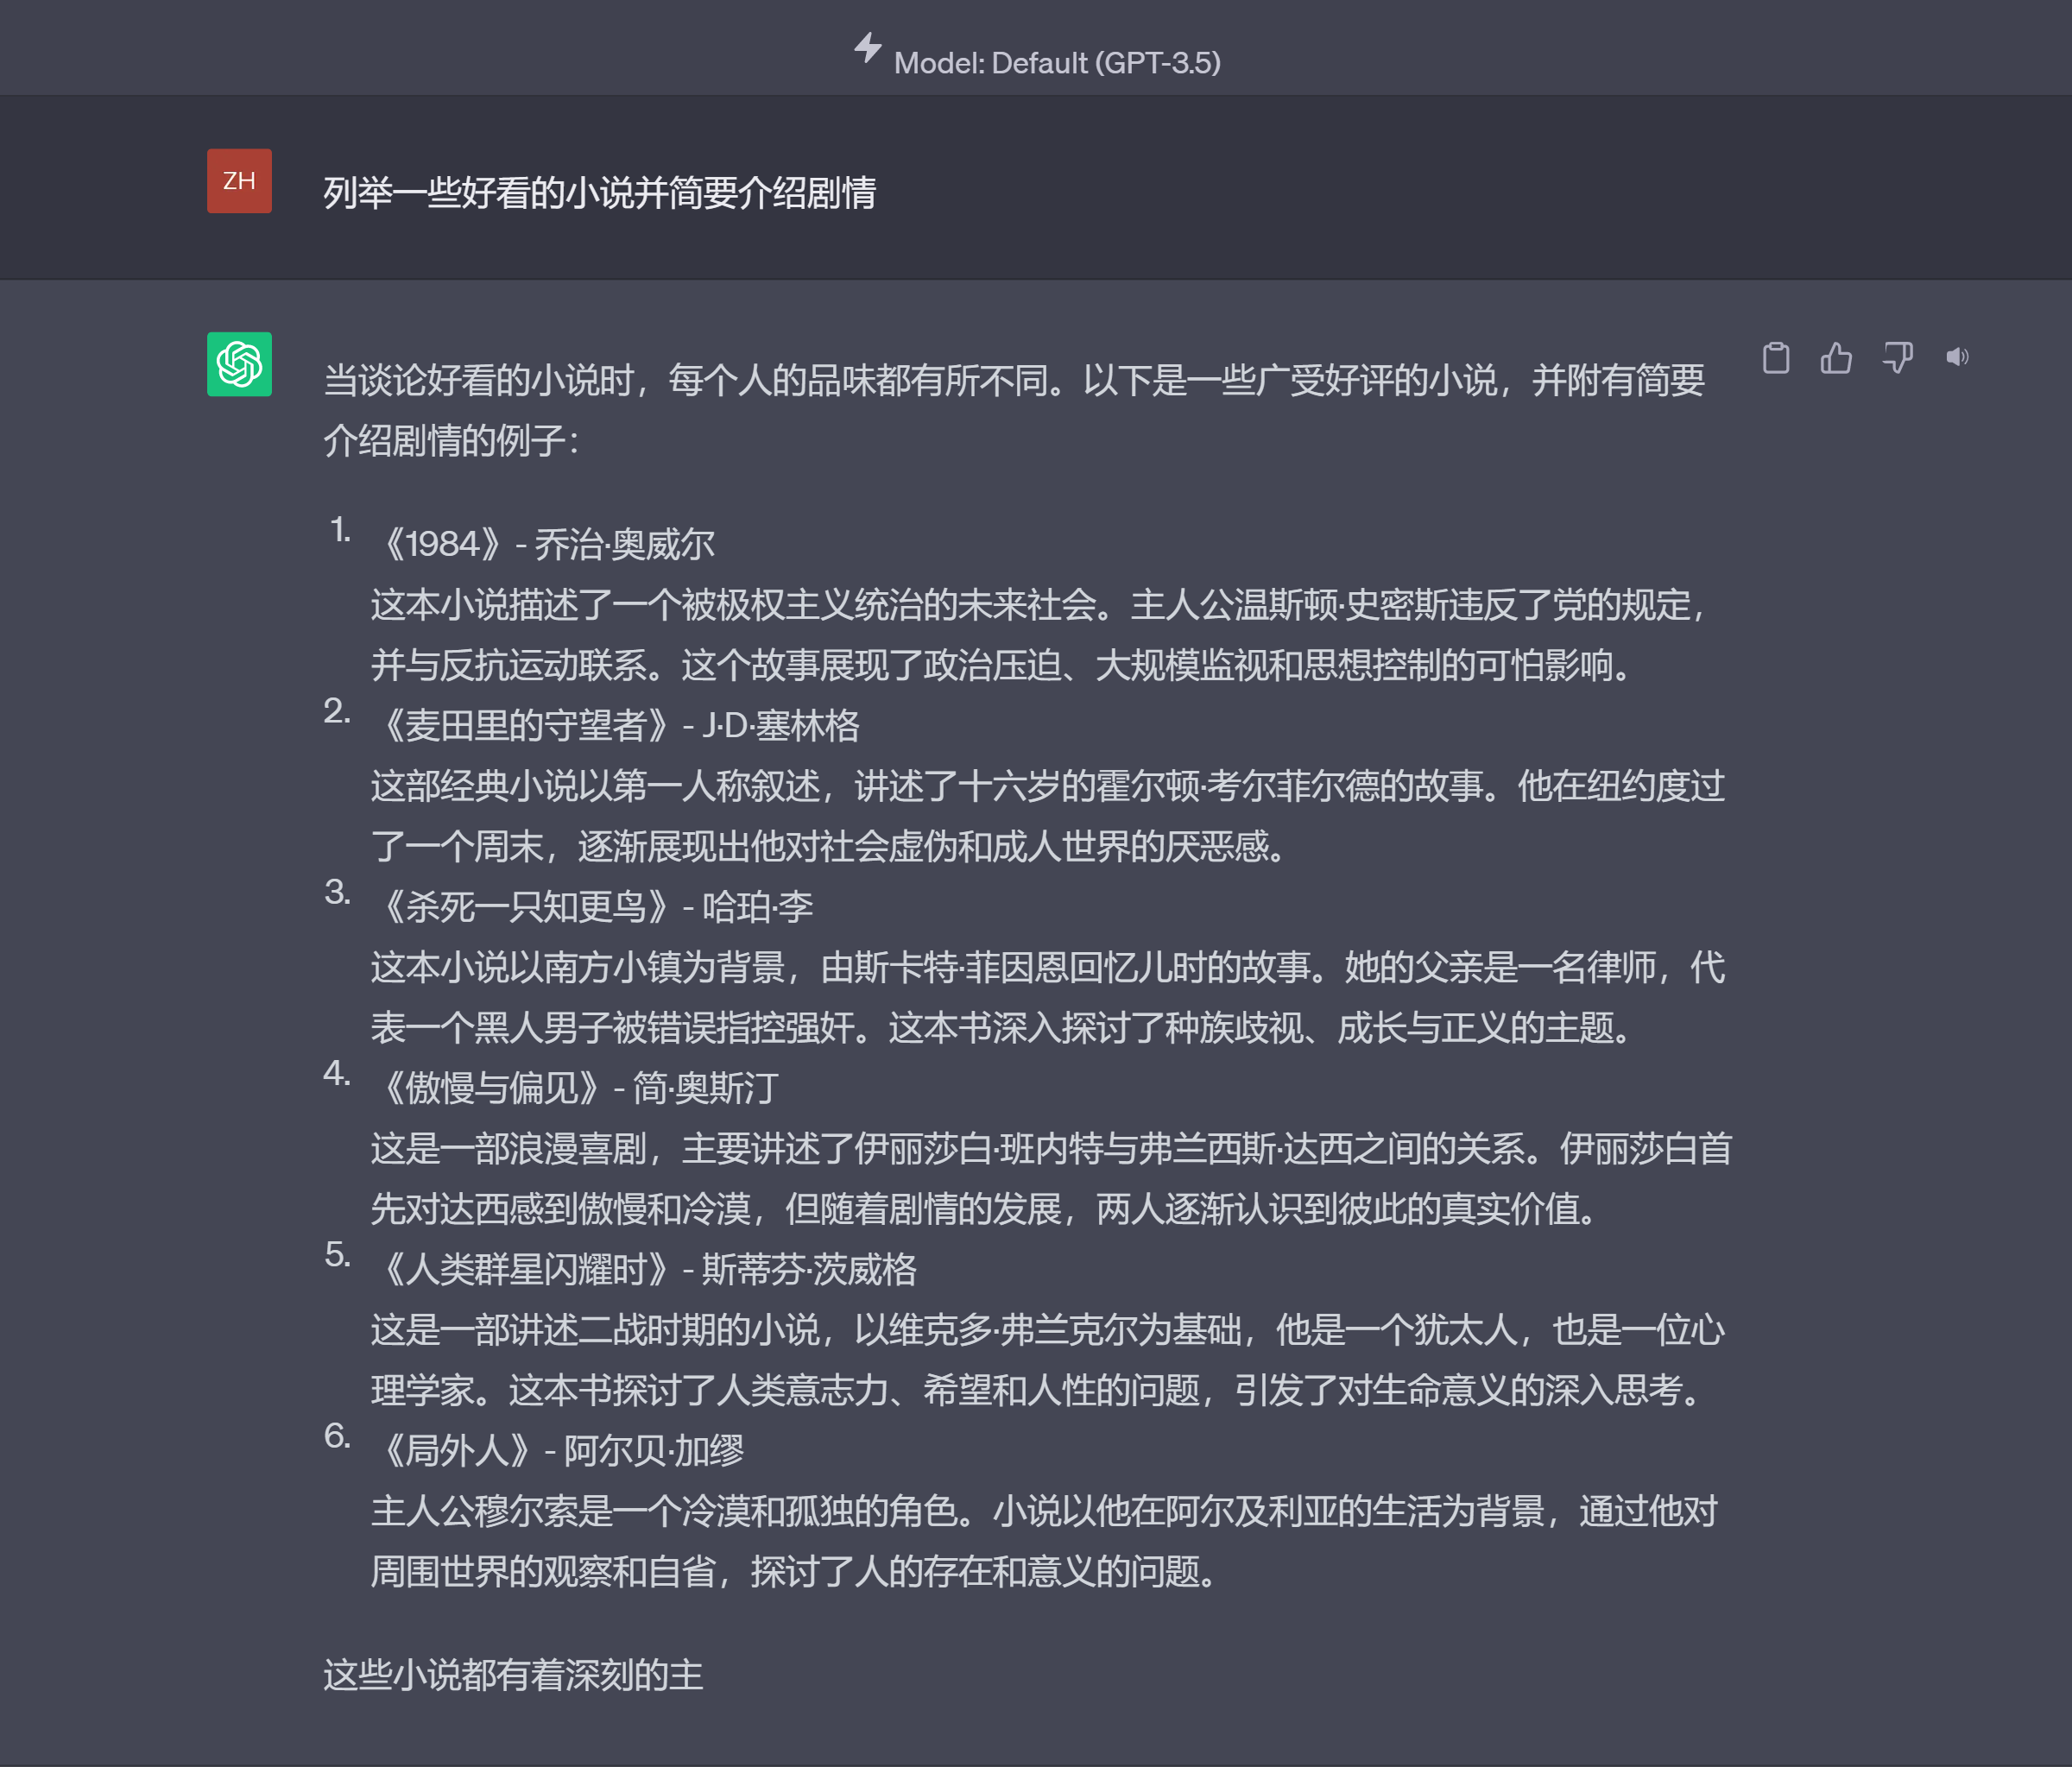 Model: Default (GPT-3.5)
ZH
列举一些好看的小说并简要介绍剧情
当谈论好看的小说时，每个人的品味都有所不同。以下是一些广受好评的小说，并附有简要
介绍剧情的例子：
1. 《1984》- 乔治·奥威尔
这本小说描述了一个被极权主义统治的未来社会。主人公温斯顿·史密斯违反了党的规定，
并与反抗运动联系。这个故事展现了政治压迫、大规模监视和思想控制的可怕影响。
2. 《麦田里的守望者》- J·D·塞林格
这部经典小说以第一人称叙述，讲述了十六岁的霍尔顿·考尔菲尔德的故事。他在纽约度过
了一个周末，逐渐展现出他对社会虚伪和成人世界的厌恶感。
3. 《杀死一只知更鸟》- 哈珀·李
这本小说以南方小镇为背景，由斯卡特·菲因恩回忆儿时的故事。她的父亲是一名律师，代
表一个黑人男子被错误指控强奸。这本书深入探讨了种族歧视、成长与正义的主题。
4. 《傲慢与偏见》- 简·奥斯汀
这是一部浪漫喜剧，主要讲述了伊丽莎白·班内特与弗兰西斯·达西之间的关系。伊丽莎白首
先对达西感到傲慢和冷漠，但随着剧情的发展，两人逐渐认识到彼此的真实价值。
5. 《人类群星闪耀时》- 斯蒂芬·茨威格
这是一部讲述二战时期的小说，以维克多·弗兰克尔为基础，他是一个犹太人，也是一位心
理学家。这本书探讨了人类意志力、希望和人性的问题，引发了对生命意义的深入思考。
6. 《局外人》- 阿尔贝·加缪
主人公穆尔索是一个冷漠和孤独的角色。小说以他在阿尔及利亚的生活为背景，通过他对
周围世界的观察和自省，探讨了人的存在和意义的问题。
这些小说都有着深刻的主